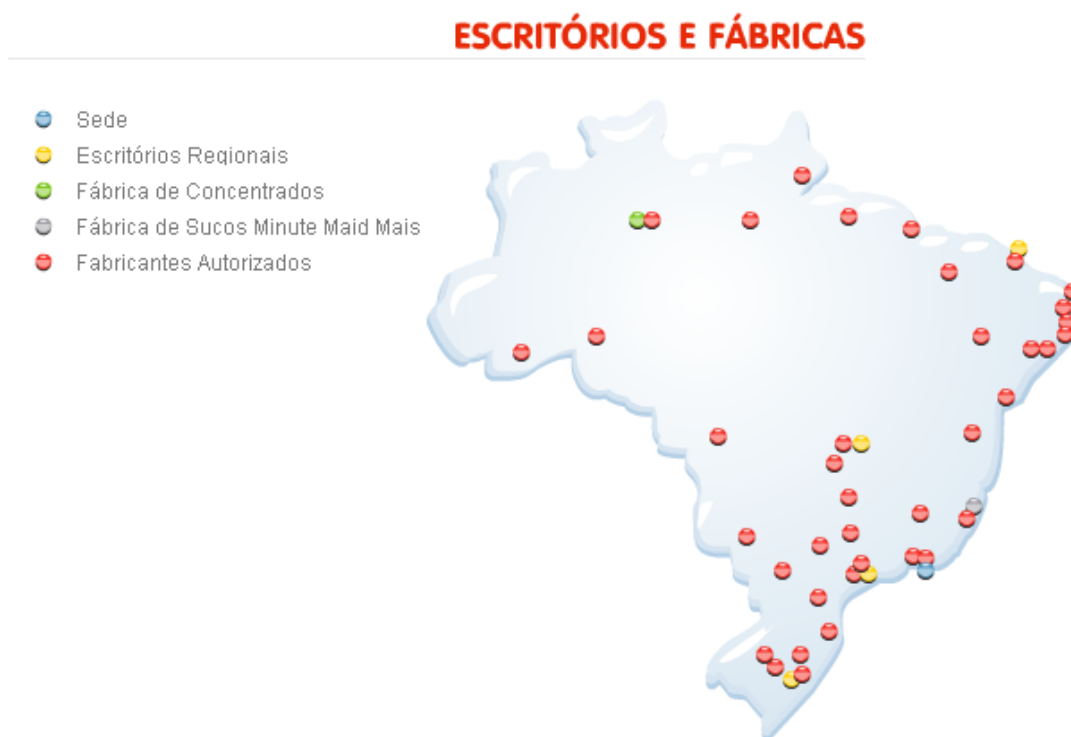 ESCRITÓRIOS E FÁBRICAS
Sede
Escritórios Regionais
Fábrica de Concentrados
Fábrica de Sucos Minute Maid Mais
Fabricantes Autorizados